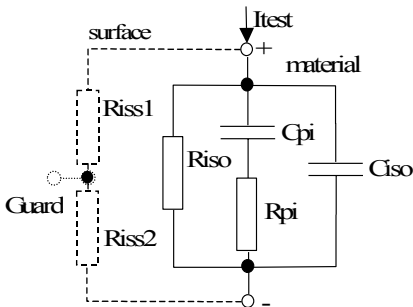 Itest
surface
+
material
Riss1
Cpi
Riso
Ciso
Guard
Rpi
Riss2
-